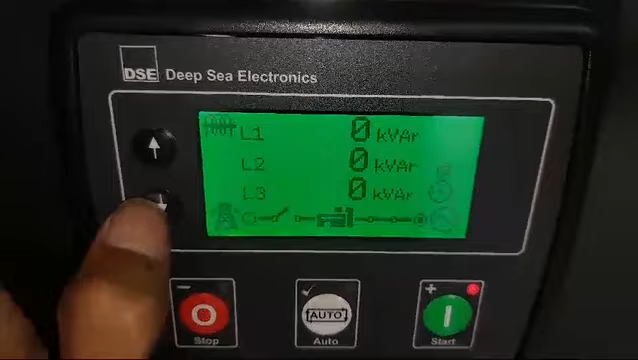 DSE Deep Sea Electronics
L1 0 kVAr
L2 0 kVAr
L3 0 kVAr
Stop
AUTO
Auto
Start